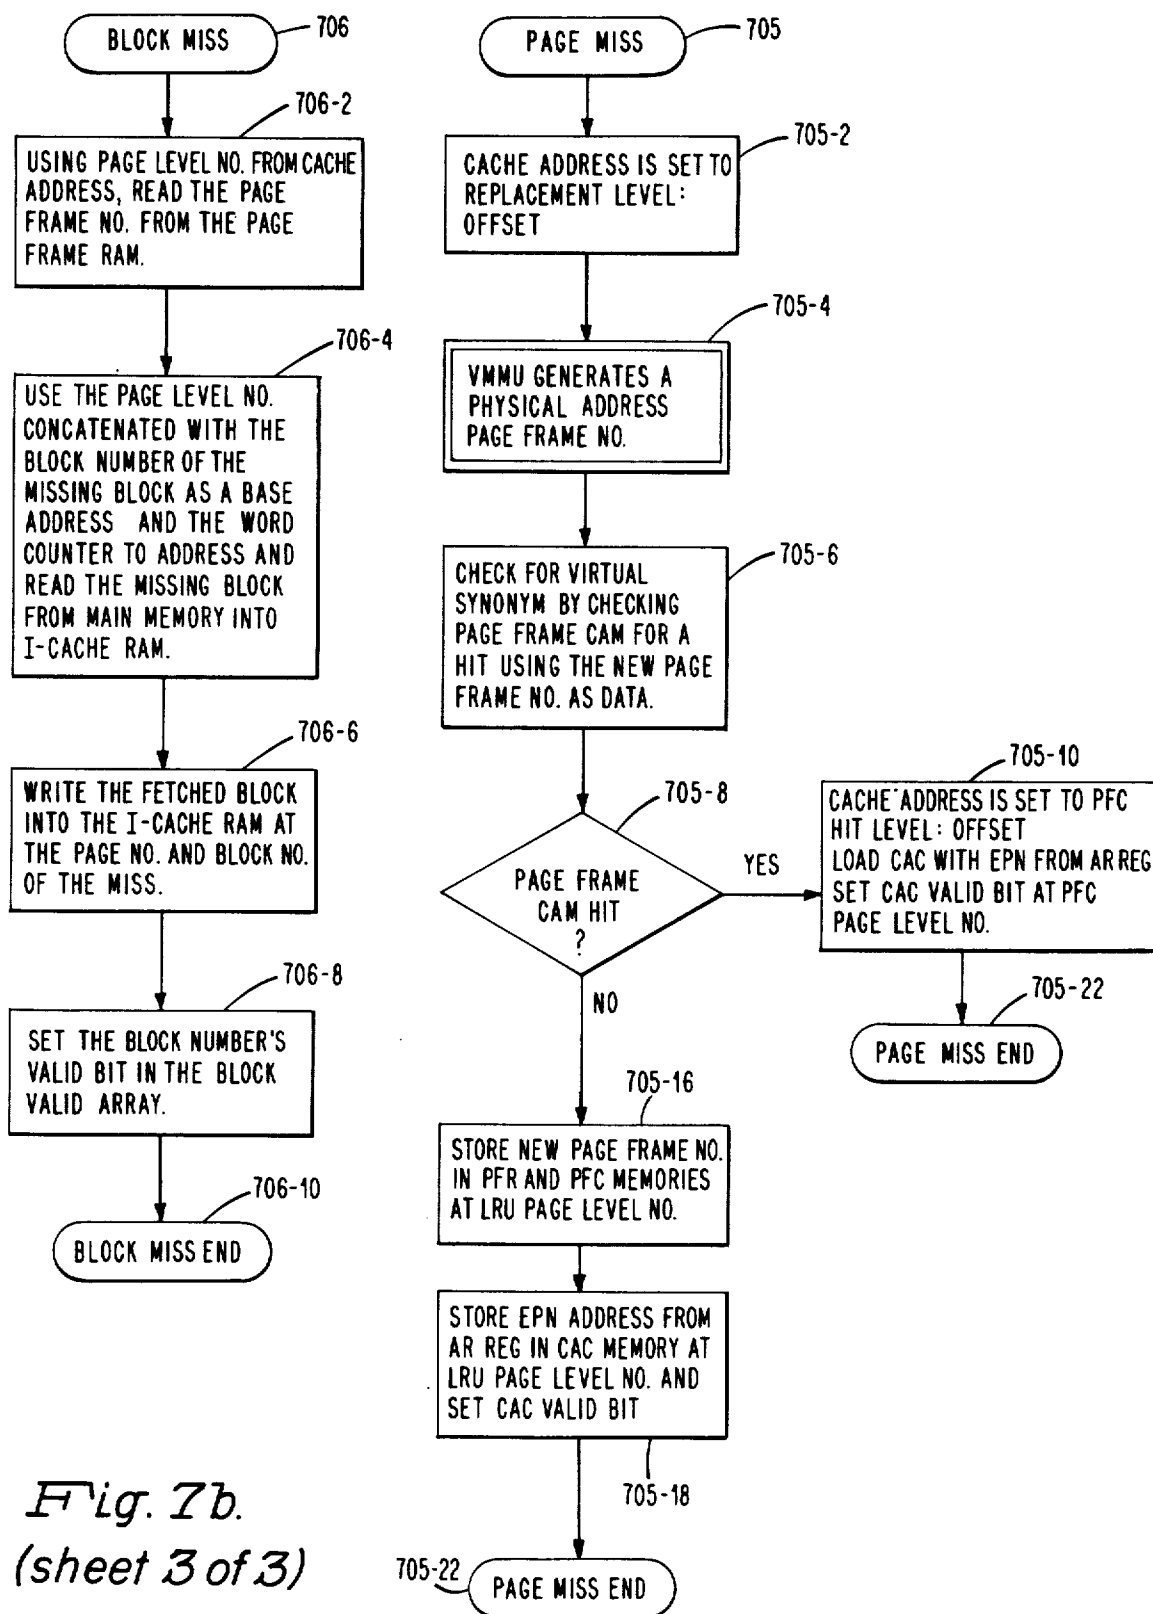 BLOCK MISS
706
706-2
USING PAGE LEVEL NO. FROM CACHE
ADDRESS, READ THE PAGE
FRAME NO. FROM THE PAGE
FRAME RAM.
706-4
USE THE PAGE LEVEL NO.
CONCATENATED WITH THE
BLOCK NUMBER OF THE
MISSING BLOCK AS A BASE
ADDRESS AND THE WORD
COUNTER TO ADDRESS AND
READ THE MISSING BLOCK
FROM MAIN MEMORY INTO
I-CACHE RAM.
706-6
WRITE THE FETCHED BLOCK
INTO THE I-CACHE RAM AT
THE PAGE NO. AND BLOCK NO.
OF THE MISS.
706-8
SET THE BLOCK NUMBER'S
VALID BIT IN THE BLOCK
VALID ARRAY.
706-10
BLOCK MISS END
PAGE MISS
705
705-2
CACHE ADDRESS IS SET TO
REPLACEMENT LEVEL:
OFFSET
705-4
VMMU GENERATES A
PHYSICAL ADDRESS
PAGE FRAME NO.
705-6
CHECK FOR VIRTUAL
SYNONYM BY CHECKING
PAGE FRAME CAM FOR A
HIT USING THE NEW PAGE
FRAME NO. AS DATA.
705-8
PAGE FRAME
CAM HIT
?
YES
705-10
CACHE ADDRESS IS SET TO PFC
HIT LEVEL: OFFSET
LOAD CAC WITH EPN FROM AR REG
SET CAC VALID BIT AT PFC
PAGE LEVEL NO.
705-22
PAGE MISS END
NO
705-16
STORE NEW PAGE FRAME NO.
IN PFR AND PFC MEMORIES
AT LRU PAGE LEVEL NO.
STORE EPN ADDRESS FROM
AR REG IN CAC MEMORY AT
LRU PAGE LEVEL NO. AND
SET CAC VALID BIT
705-18
705-22
PAGE MISS END
Fig. 7b.
(sheet 3 of 3)